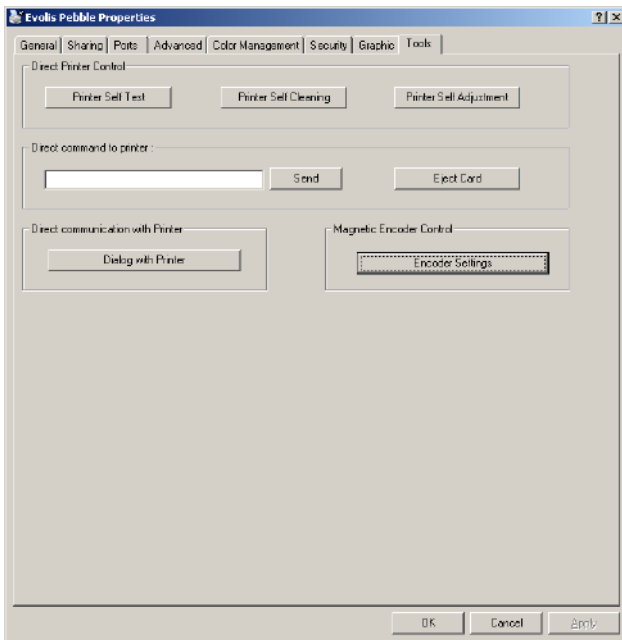 Evolis Pebble Properties
General Sharing Ports Advanced Color Management Security Graphic Tools
Direct Printer Control
Printer Self Test Printer Self Cleaning Printer Self Adjustment
Direct command to printer :
Send Eject Card
Direct communication with Printer Magnetic Encoder Control
Dialog with Printer Encoder Settings
OK Cancel Apply